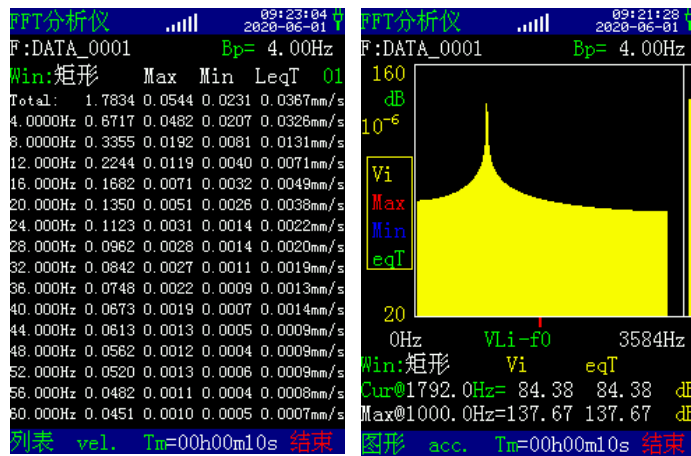 FFT分析仪 09:23:04
2020-06-01
F:DATA_0001 Bp= 4.00Hz
Win:矩形 Max Min LeqT 01
Total: 1.7834 0.0544 0.0231 0.0367mm/s
4.0000Hz 0.6717 0.0482 0.0207 0.0326mm/s
8.0000Hz 0.3355 0.0192 0.0081 0.0131mm/s
12.000Hz 0.2244 0.0119 0.0040 0.0071mm/s
16.000Hz 0.1682 0.0071 0.0032 0.0049mm/s
20.000Hz 0.1350 0.0051 0.0026 0.0038mm/s
24.000Hz 0.1123 0.0031 0.0014 0.0022mm/s
28.000Hz 0.0962 0.0028 0.0014 0.0020mm/s
32.000Hz 0.0842 0.0027 0.0011 0.0019mm/s
36.000Hz 0.0748 0.0022 0.0009 0.0013mm/s
40.000Hz 0.0673 0.0019 0.0007 0.0014mm/s
44.000Hz 0.0613 0.0013 0.0005 0.0009mm/s
48.000Hz 0.0562 0.0012 0.0004 0.0009mm/s
52.000Hz 0.0520 0.0013 0.0006 0.0009mm/s
56.000Hz 0.0482 0.0011 0.0004 0.0008mm/s
60.000Hz 0.0451 0.0010 0.0005 0.0007mm/s
列表 vel. Tm=00h00m10s 结束
FFT分析仪 09:21:28
2020-06-01
F:DATA_0001 Bp= 4.00Hz
160
dB
10-6
Vi
Max
Min
eqT
20
0Hz VLi-f0 3584Hz
Win:矩形 Vi eqT
Cur@1792.0Hz= 84.38 84.38 dB
Max@1000.0Hz=137.67 137.67 dB
图形 acc. Tm=00h00m10s 结束